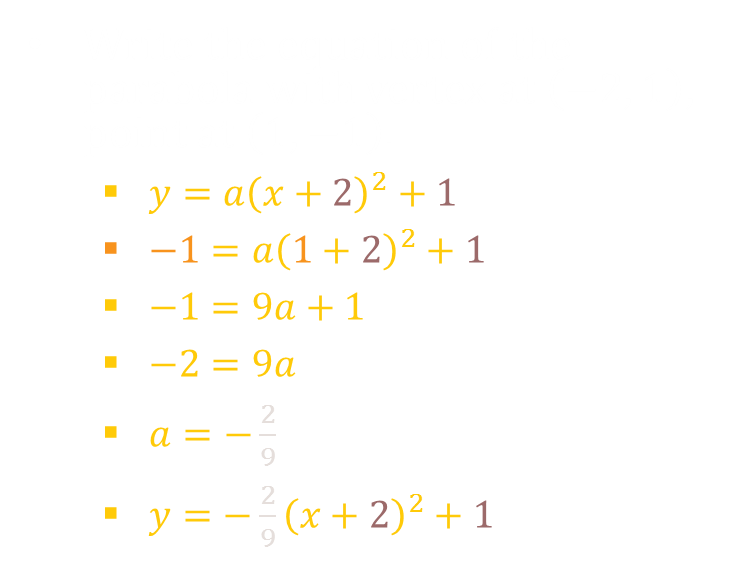 ▪ y = a(x + 2)² + 1
▪ −1 = a(1 + 2)² + 1
▪ −1 = 9a + 1
▪ −2 = 9a
▪ a = −2/9
▪ y = −2/9(x + 2)² + 1